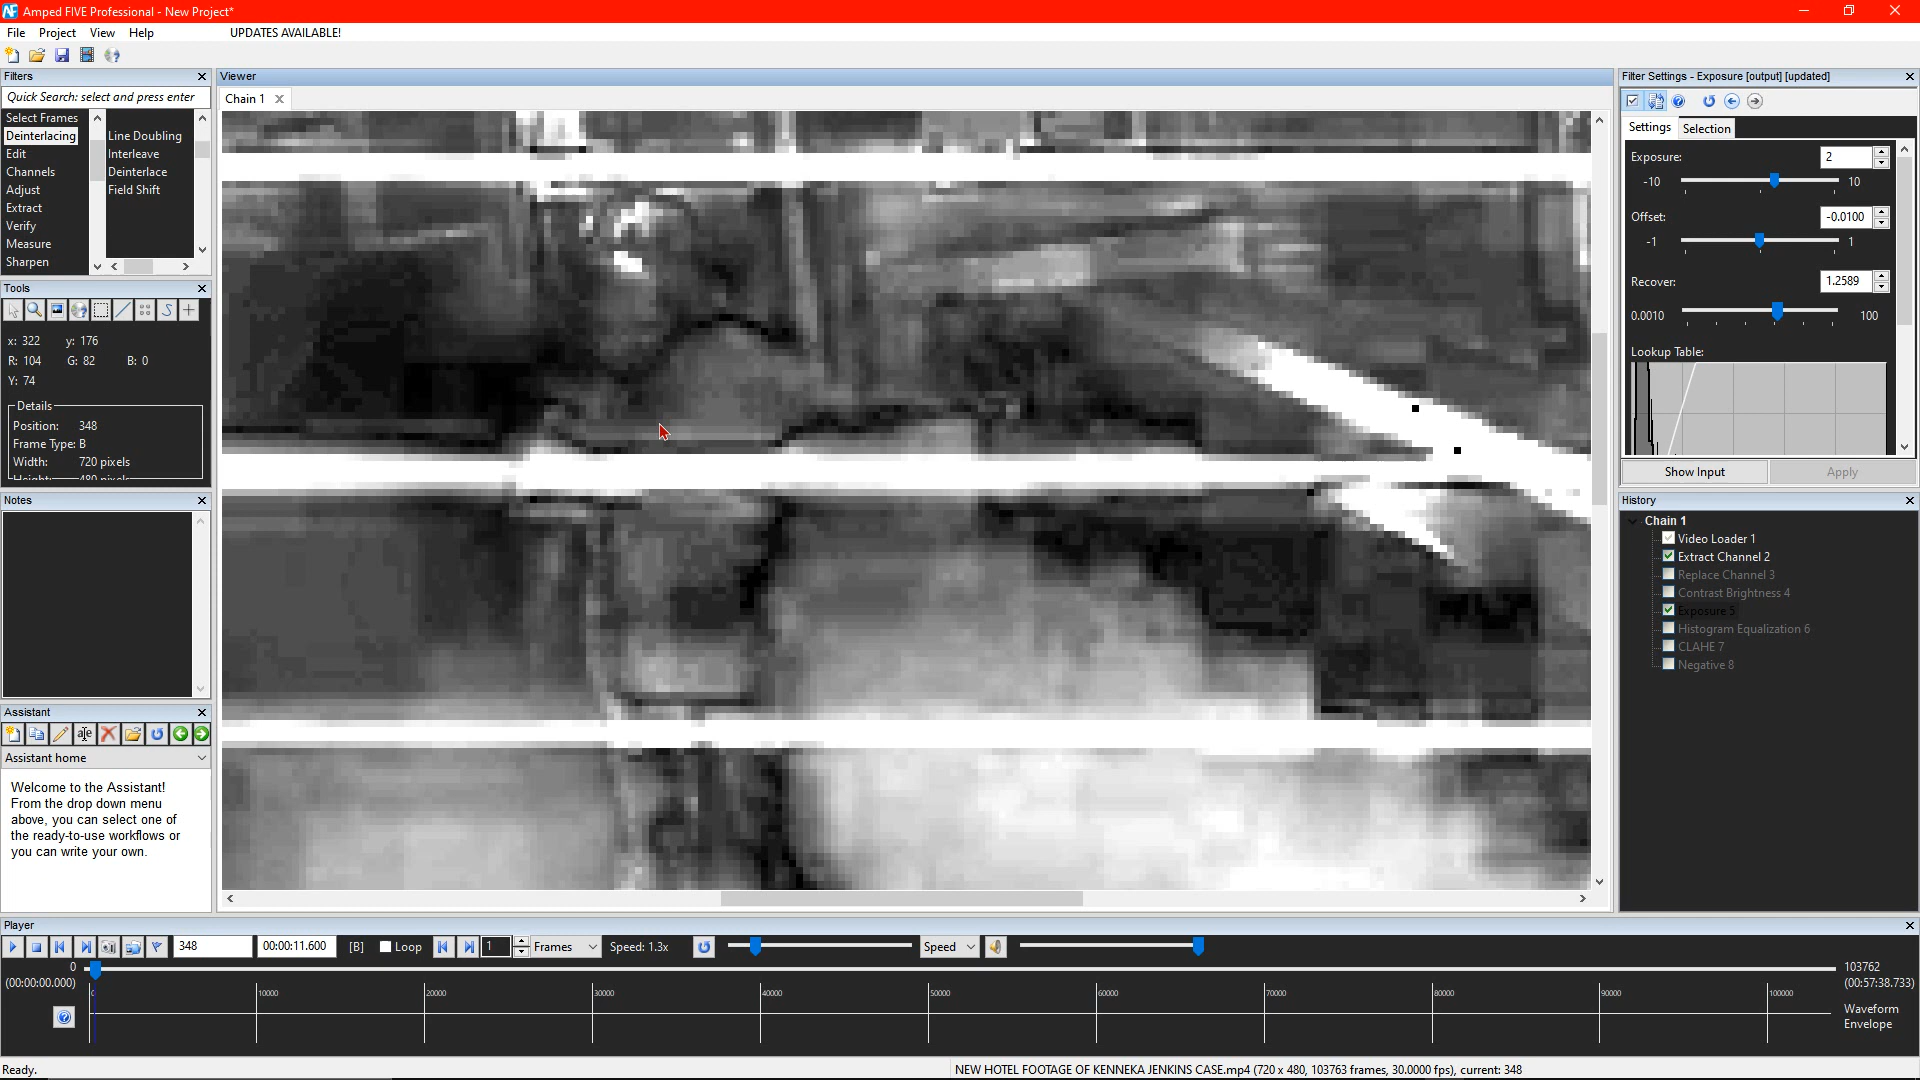 Amped FIVE Professional - New Project*
File Project View Help UPDATES AVAILABLE!
Filters
Quick Search: select and press enter
Select Frames
Deinterlacing
Edit
Channels
Adjust
Extract
Verify
Measure
Sharpen
Line Doubling
Interleave
Deinterlace
Field Shift
Tools
x: 322 y: 176
R: 104 G: 82 B: 0
Y: 74
Details
Position: 348
Frame Type: B
Width: 720 pixels
Height: 480 pixels
Notes
Assistant
Assistant home
Welcome to the Assistant!
From the drop down menu
above, you can select one of
the ready-to-use workflows or
you can write your own.
Viewer
Chain 1
Filter Settings - Exposure [output] [updated]
Settings Selection
Exposure: 2
-10 10
Offset: -0.0100
-1 1
Recover: 1.2589
0.0010 100
Lookup Table:
Show Input Apply
History
Chain 1
Video Loader 1
Extract Channel 2
Replace Channel 3
Contrast Brightness 4
Exposure 5
Histogram Equalization 6
CLAHE 7
Negative 8
Player
348 00:00:11.600 [B] Loop 1 Frames Speed: 1.3x Speed
0 103762
(00:00:00.000) (00:57:38.733)
0 10000 20000 30000 40000 50000 60000 70000 80000 90000 100000
Waveform
Envelope
Ready.
NEW HOTEL FOOTAGE OF KENNEKA JENKINS CASE.mp4 (720 x 480, 103763 frames, 30.0000 fps), current: 348